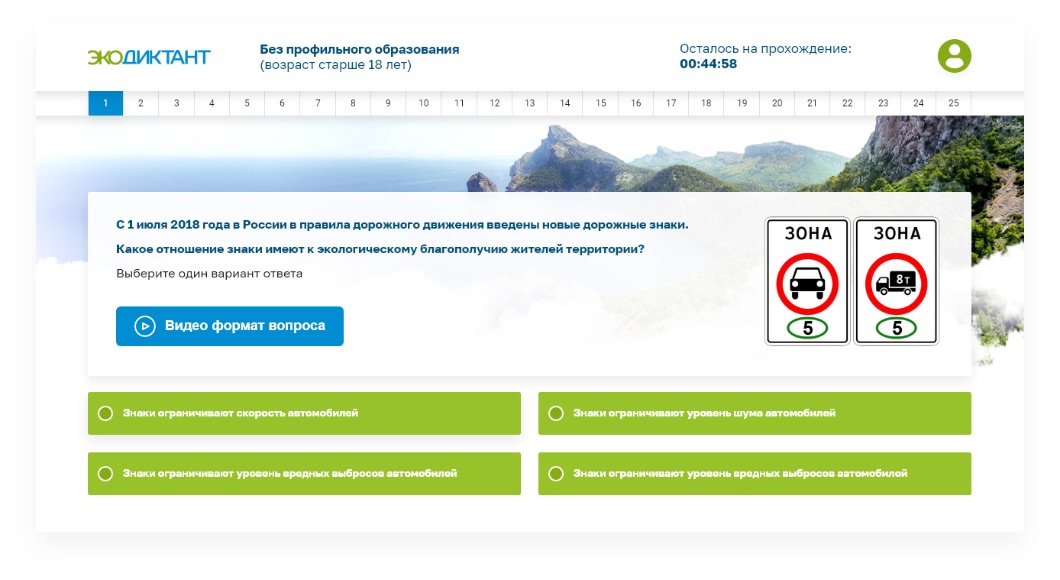 ЭКОДИКТАНТ
Без профильного образования
(возраст старше 18 лет)
Осталось на прохождение:
00:44:58
1 2 3 4 5 6 7 8 9 10 11 12 13 14 15 16 17 18 19 20 21 22 23 24 25
С 1 июля 2018 года в России в правила дорожного движения введены новые дорожные знаки.
Какое отношение знаки имеют к экологическому благополучию жителей территории?
Выберите один вариант ответа
Видео формат вопроса
ЗОНА
5
ЗОНА
8т
5
Знаки ограничивают скорость автомобилей
Знаки ограничивают уровень шума автомобилей
Знаки ограничивают уровень вредных выбросов автомобилей
Знаки ограничивают уровень вредных выбросов автомобилей